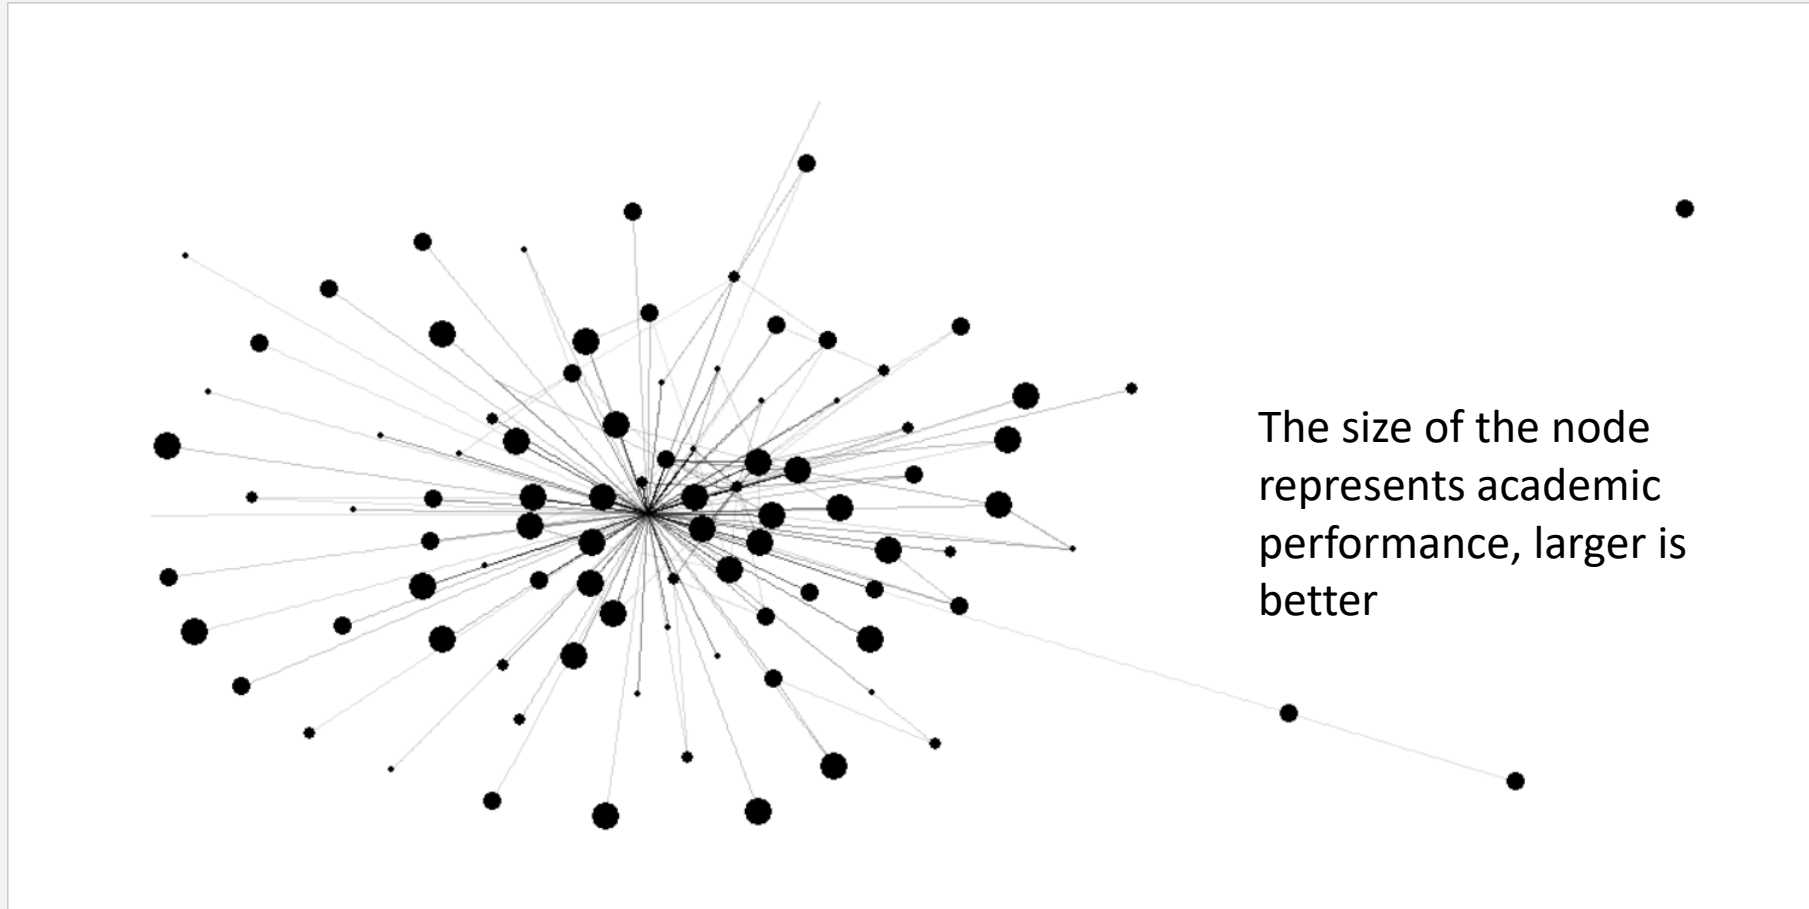 The size of the node
represents academic
performance, larger is
better